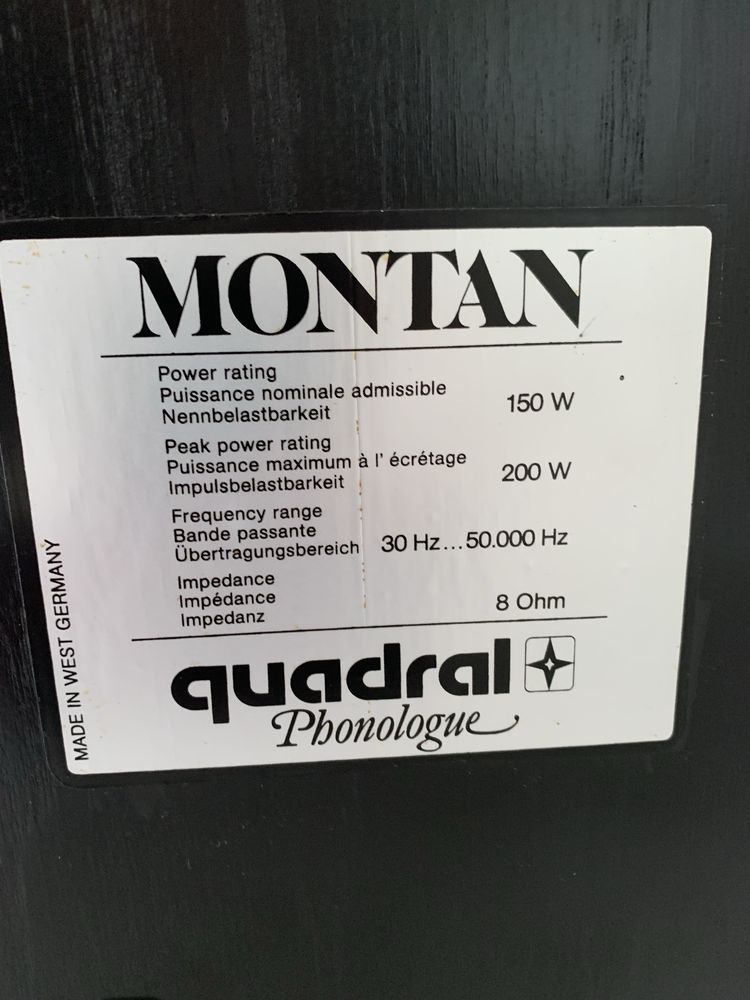 MONTAN
Power rating
Puissance nominale admissible
Nennbelastbarkeit
150 W
Peak power rating
Puissance maximum à l' écrétage
Impulsbelastbarkeit
200 W
Frequency range
Bande passante
Übertragungsbereich
30 Hz...50.000 Hz
Impedance
Impédance
Impedanz
8 Ohm
quadral
Phonologue
MADE IN WEST GERMANY